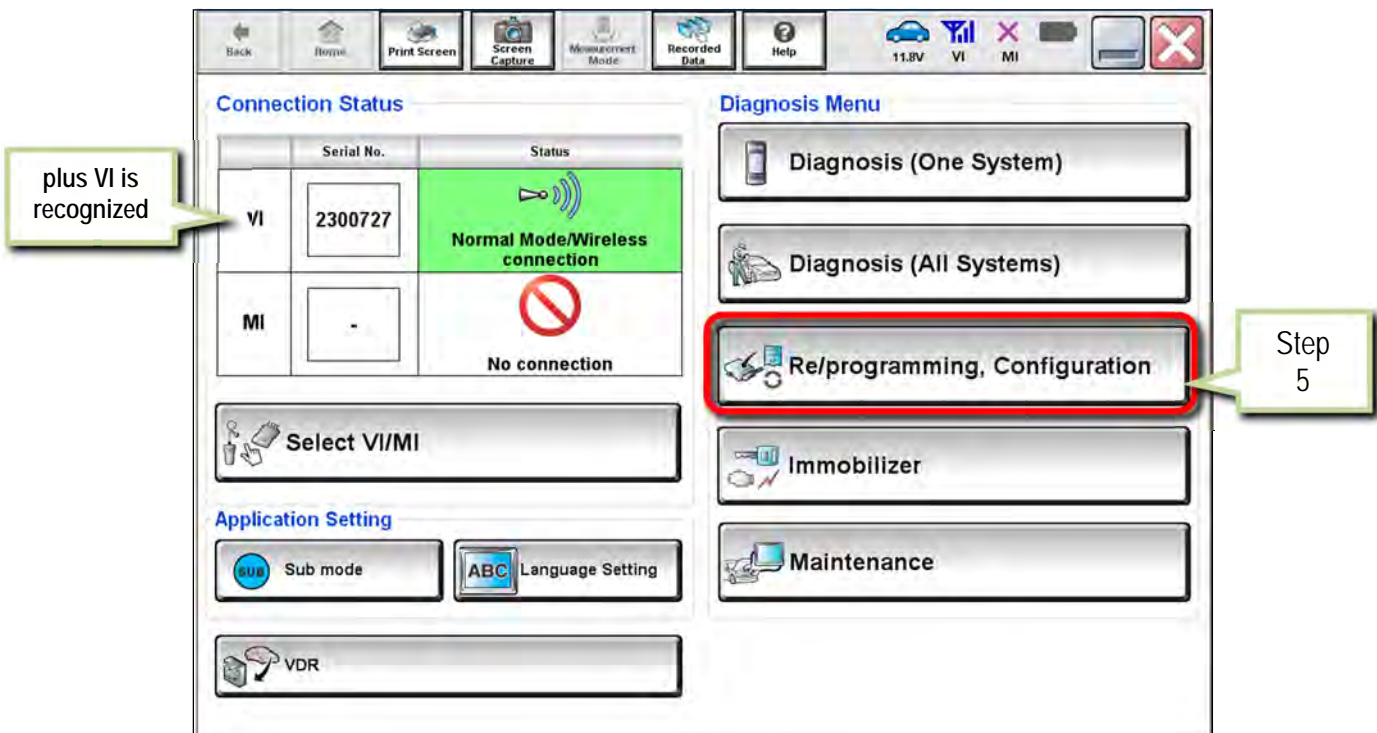 Back
Home
Print Screen
Screen
Capture
Measurement
Mode
Recorded
Data
Help
11.8V
VI
MI
Connection Status
Serial No.
Status
VI
2300727
Normal Mode/Wireless
connection
MI
-
No connection
Select VI/MI
Application Setting
SUB
Sub mode
ABC
Language Setting
VDR
Diagnosis Menu
Diagnosis (One System)
Diagnosis (All Systems)
Re/programming, Configuration
Immobilizer
Maintenance
plus VI is
recognized
Step
5